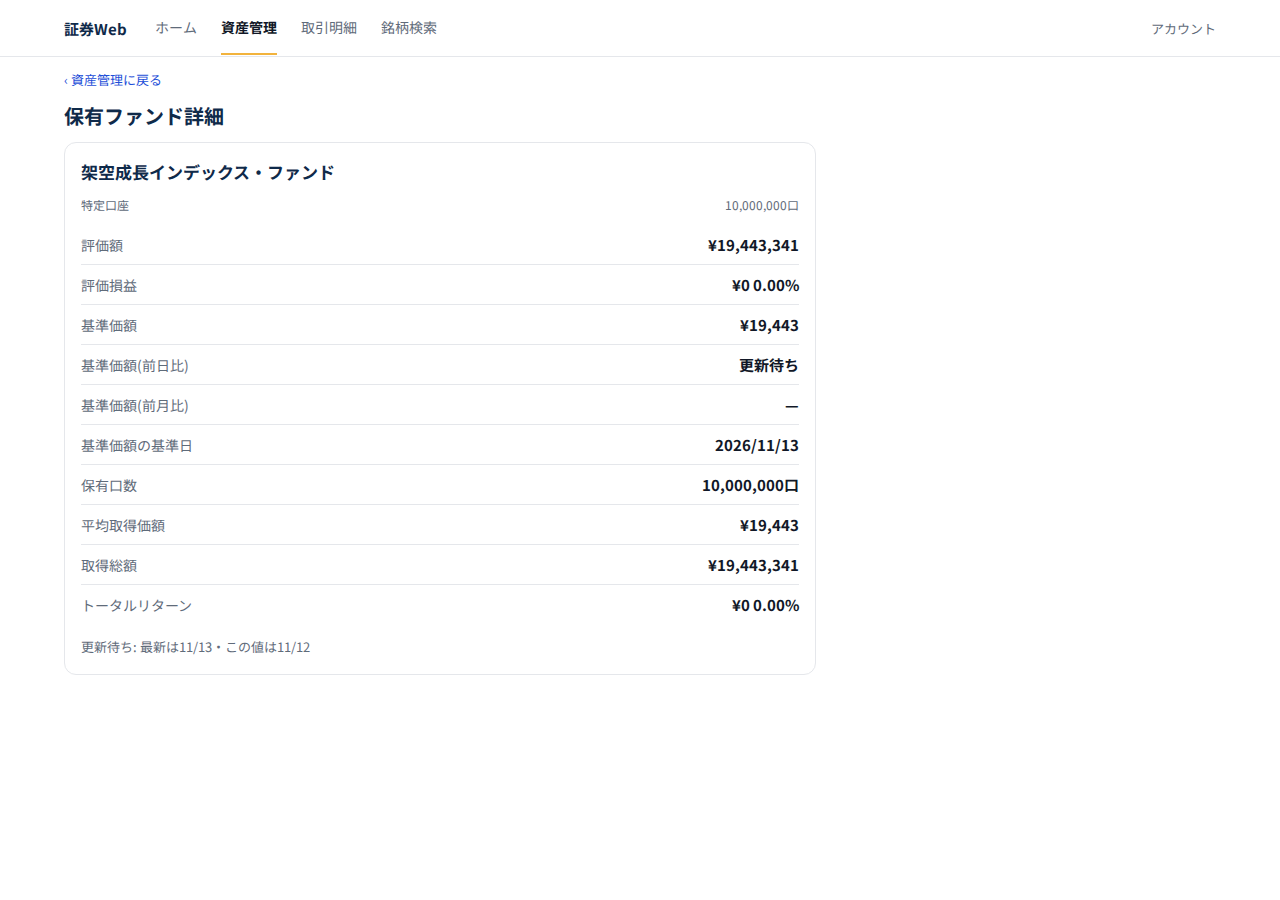 証券Web ホーム 資産管理 取引明細 銘柄検索 アカウント
‹ 資産管理に戻る
保有ファンド詳細
架空成長インデックス・ファンド
特定口座 10,000,000口
評価額 ¥19,443,341
評価損益 ¥0 0.00%
基準価額 ¥19,443
基準価額(前日比) 更新待ち
基準価額(前月比) —
基準価額の基準日 2026/11/13
保有口数 10,000,000口
平均取得価額 ¥19,443
取得総額 ¥19,443,341
トータルリターン ¥0 0.00%
更新待ち: 最新は11/13・この値は11/12